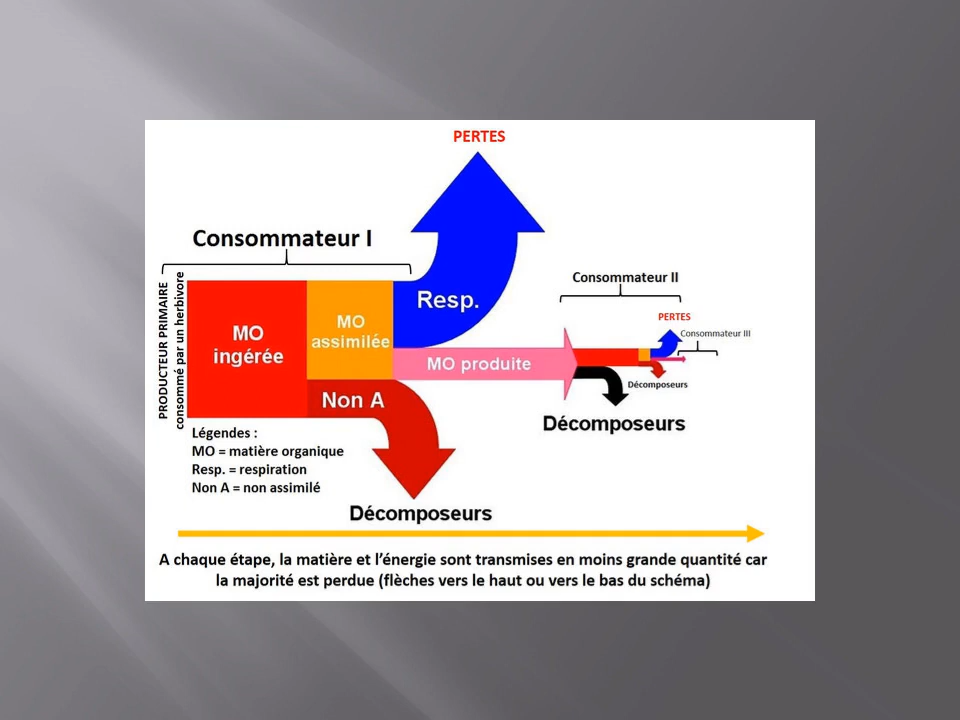 PERTES
Consommateur I
PRODUCTEUR PRIMAIRE
consommé par un herbivore
MO
ingérée
MO
assimilée
Resp.
MO produite
Non A
Consommateur II
PERTES
Consommateur III
Décomposeurs
Décomposeurs
Légendes :
MO = matière organique
Resp. = respiration
Non A = non assimilé
Décomposeurs
A chaque étape, la matière et l’énergie sont transmises en moins grande quantité car
la majorité est perdue (flèches vers le haut ou vers le bas du schéma)